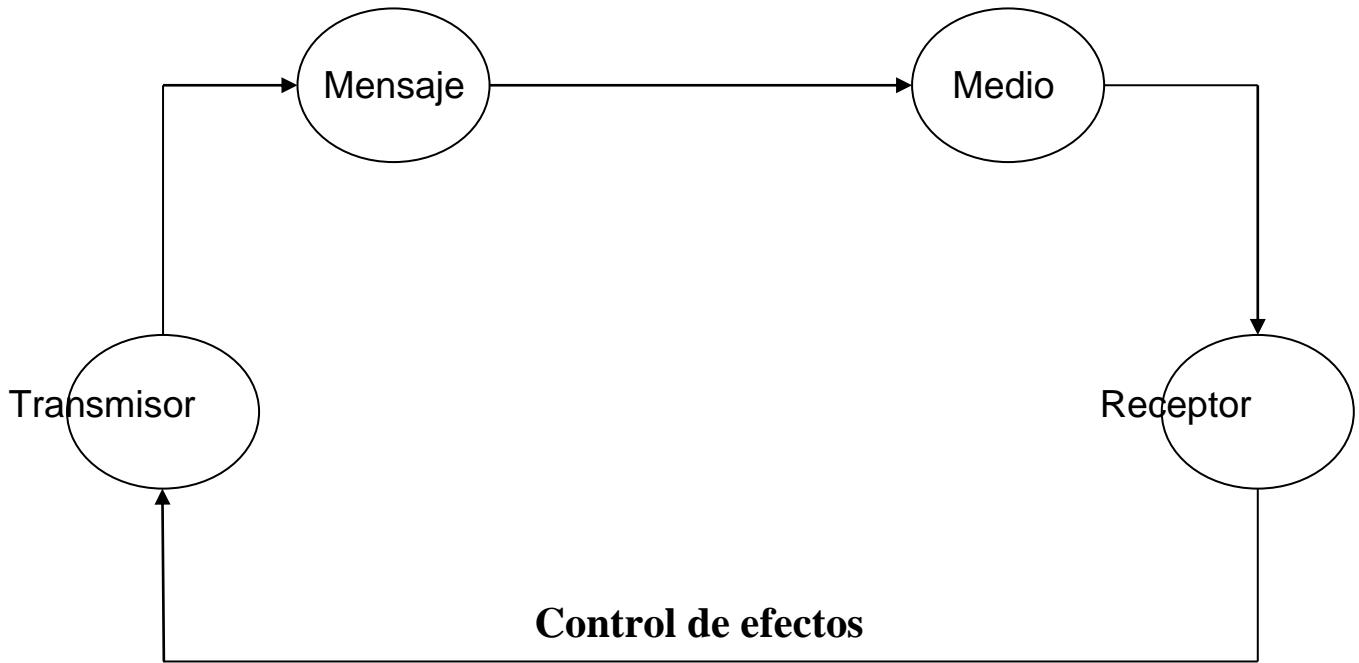 Mensaje
Medio
Transmisor
Receptor
Control de efectos